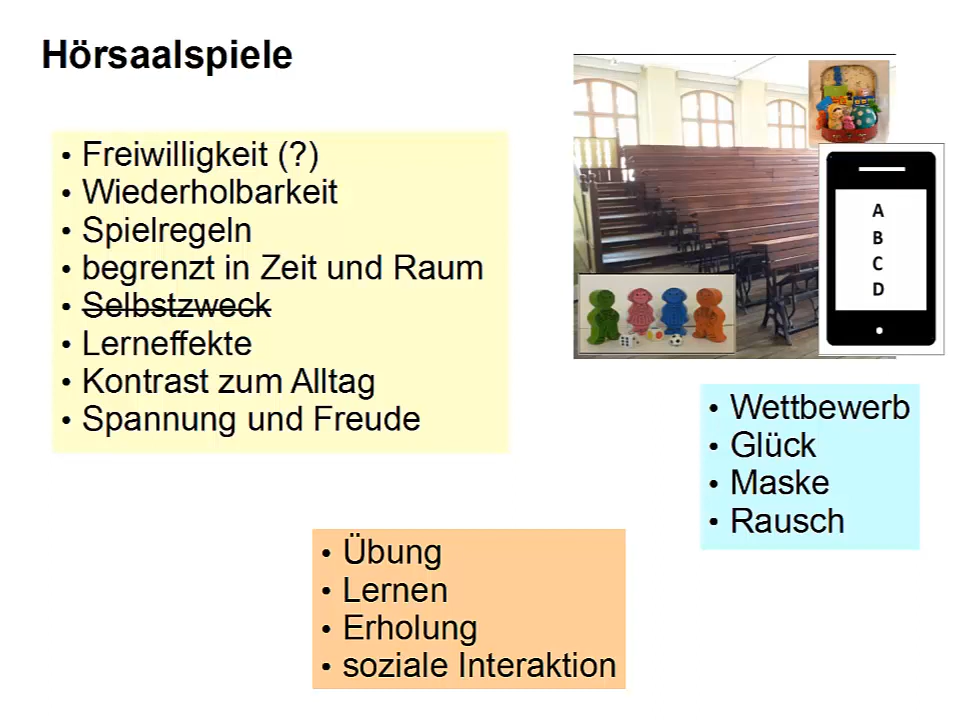 Hörsaalspiele
• Freiwilligkeit (?)
• Wiederholbarkeit
• Spielregeln
• begrenzt in Zeit und Raum
• Selbstzweck
• Lerneffekte
• Kontrast zum Alltag
• Spannung und Freude
A
B
C
D
• Wettbewerb
• Glück
• Maske
• Rausch
• Übung
• Lernen
• Erholung
• soziale Interaktion